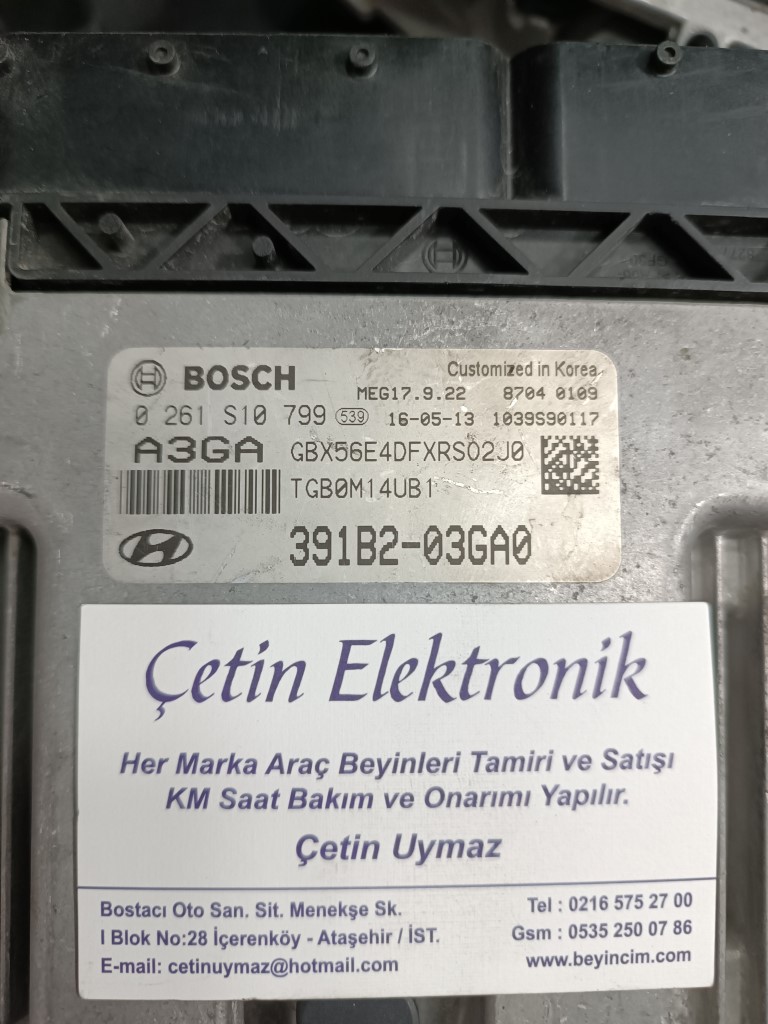 BOSCH
Customized in Korea
MEG17.9.22 8704 0109
0 261 S10 799 539 16-05-13 1039S90117
A3GA GBX56E4DFXRS02J0
TGB0M14UB1
391B2-03GA0
Çetin Elektronik
Her Marka Araç Beyinleri Tamiri ve Satışı
KM Saat Bakım ve Onarımı Yapılır.
Çetin Uymaz
Bostacı Oto San. Sit. Menekşe Sk.
I Blok No:28 İçerenköy - Ataşehir / İST.
E-mail: cetinuymaz@hotmail.com
Tel : 0216 575 27 00
Gsm : 0535 250 07 86
www.beyincim.com